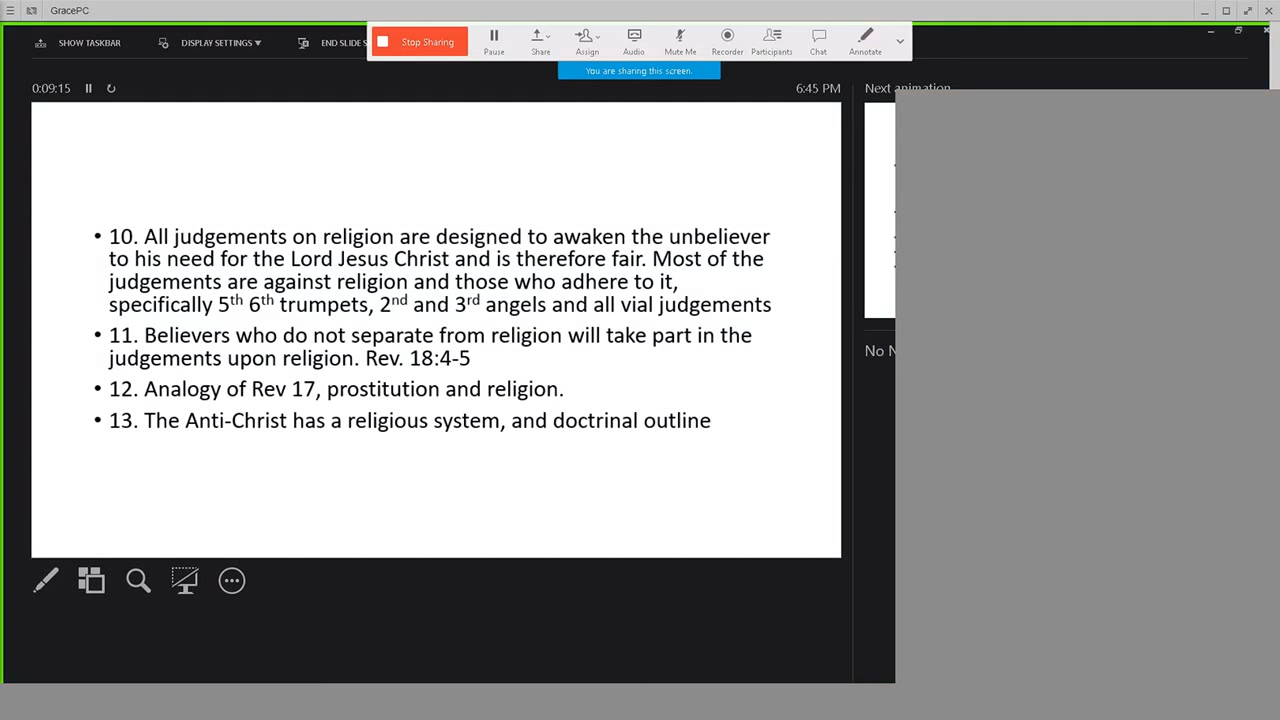 GracePC
SHOW TASKBAR
DISPLAY SETTINGS
END SLIDE S
Stop Sharing
Pause
Share
Assign
Audio
Mute Me
Recorder
Participants
Chat
Annotate
You are sharing this screen.
0:09:15
6:45 PM
Next animation
• 10. All judgements on religion are designed to awaken the unbeliever
to his need for the Lord Jesus Christ and is therefore fair. Most of the
judgements are against religion and those who adhere to it,
specifically 5th 6th trumpets, 2nd and 3rd angels and all vial judgements
• 11. Believers who do not separate from religion will take part in the
judgements upon religion. Rev. 18:4-5
• 12. Analogy of Rev 17, prostitution and religion.
• 13. The Anti-Christ has a religious system, and doctrinal outline
No N